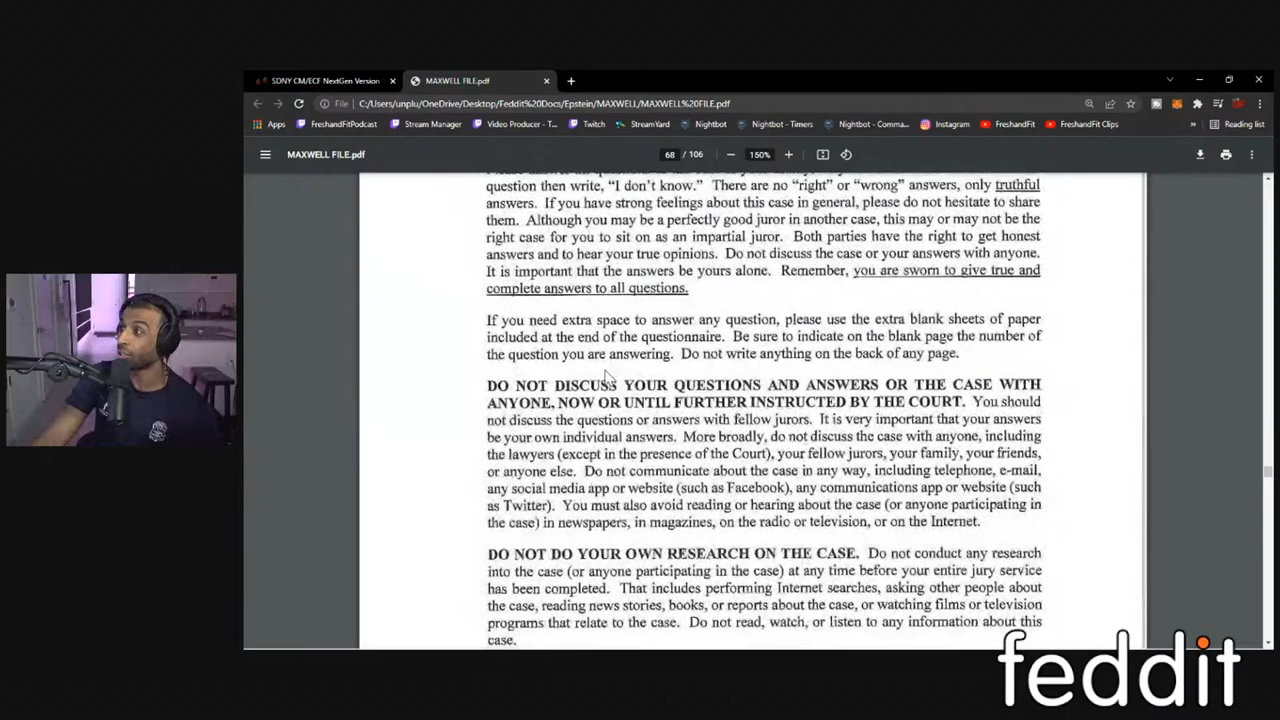 SDNY CM/ECF NextGen Version
MAXWELL FILE.pdf
File
C:/Users/unplu/OneDrive/Desktop/Feddit%20Docs/Epstein/MAXWELL/MAXWELL%20FILE.pdf
Apps FreshandFitPodcast Stream Manager Video Producer - T... Twitch StreamYard Nightbot Nightbot - Timers Nightbot - Comma... Instagram FreshandFit FreshandFit Clips » Reading list
MAXWELL FILE.pdf 68 / 106 150%
question then write, “I don’t know.” There are no “right” or “wrong” answers, only truthful
answers. If you have strong feelings about this case in general, please do not hesitate to share
them. Although you may be a perfectly good juror in another case, this may or may not be the
right case for you to sit on as an impartial juror. Both parties have the right to get honest
answers and to hear your true opinions. Do not discuss the case or your answers with anyone.
It is important that the answers be yours alone. Remember, you are sworn to give true and
complete answers to all questions.
If you need extra space to answer any question, please use the extra blank sheets of paper
included at the end of the questionnaire. Be sure to indicate on the blank page the number of
the question you are answering. Do not write anything on the back of any page.
DO NOT DISCUSS YOUR QUESTIONS AND ANSWERS OR THE CASE WITH
ANYONE, NOW OR UNTIL FURTHER INSTRUCTED BY THE COURT. You should
not discuss the questions or answers with fellow jurors. It is very important that your answers
be your own individual answers. More broadly, do not discuss the case with anyone, including
the lawyers (except in the presence of the Court), your fellow jurors, your family, your friends,
or anyone else. Do not communicate about the case in any way, including telephone, e-mail,
any social media app or website (such as Facebook), any communications app or website (such
as Twitter). You must also avoid reading or hearing about the case (or anyone participating in
the case) in newspapers, in magazines, on the radio or television, or on the Internet.
DO NOT DO YOUR OWN RESEARCH ON THE CASE. Do not conduct any research
into the case (or anyone participating in the case) at any time before your entire jury service
has been completed. That includes performing Internet searches, asking other people about
the case, reading news stories, books, or reports about the case, or watching films or television
programs that relate to the case. Do not read, watch, or listen to any information about this
case.
feddit